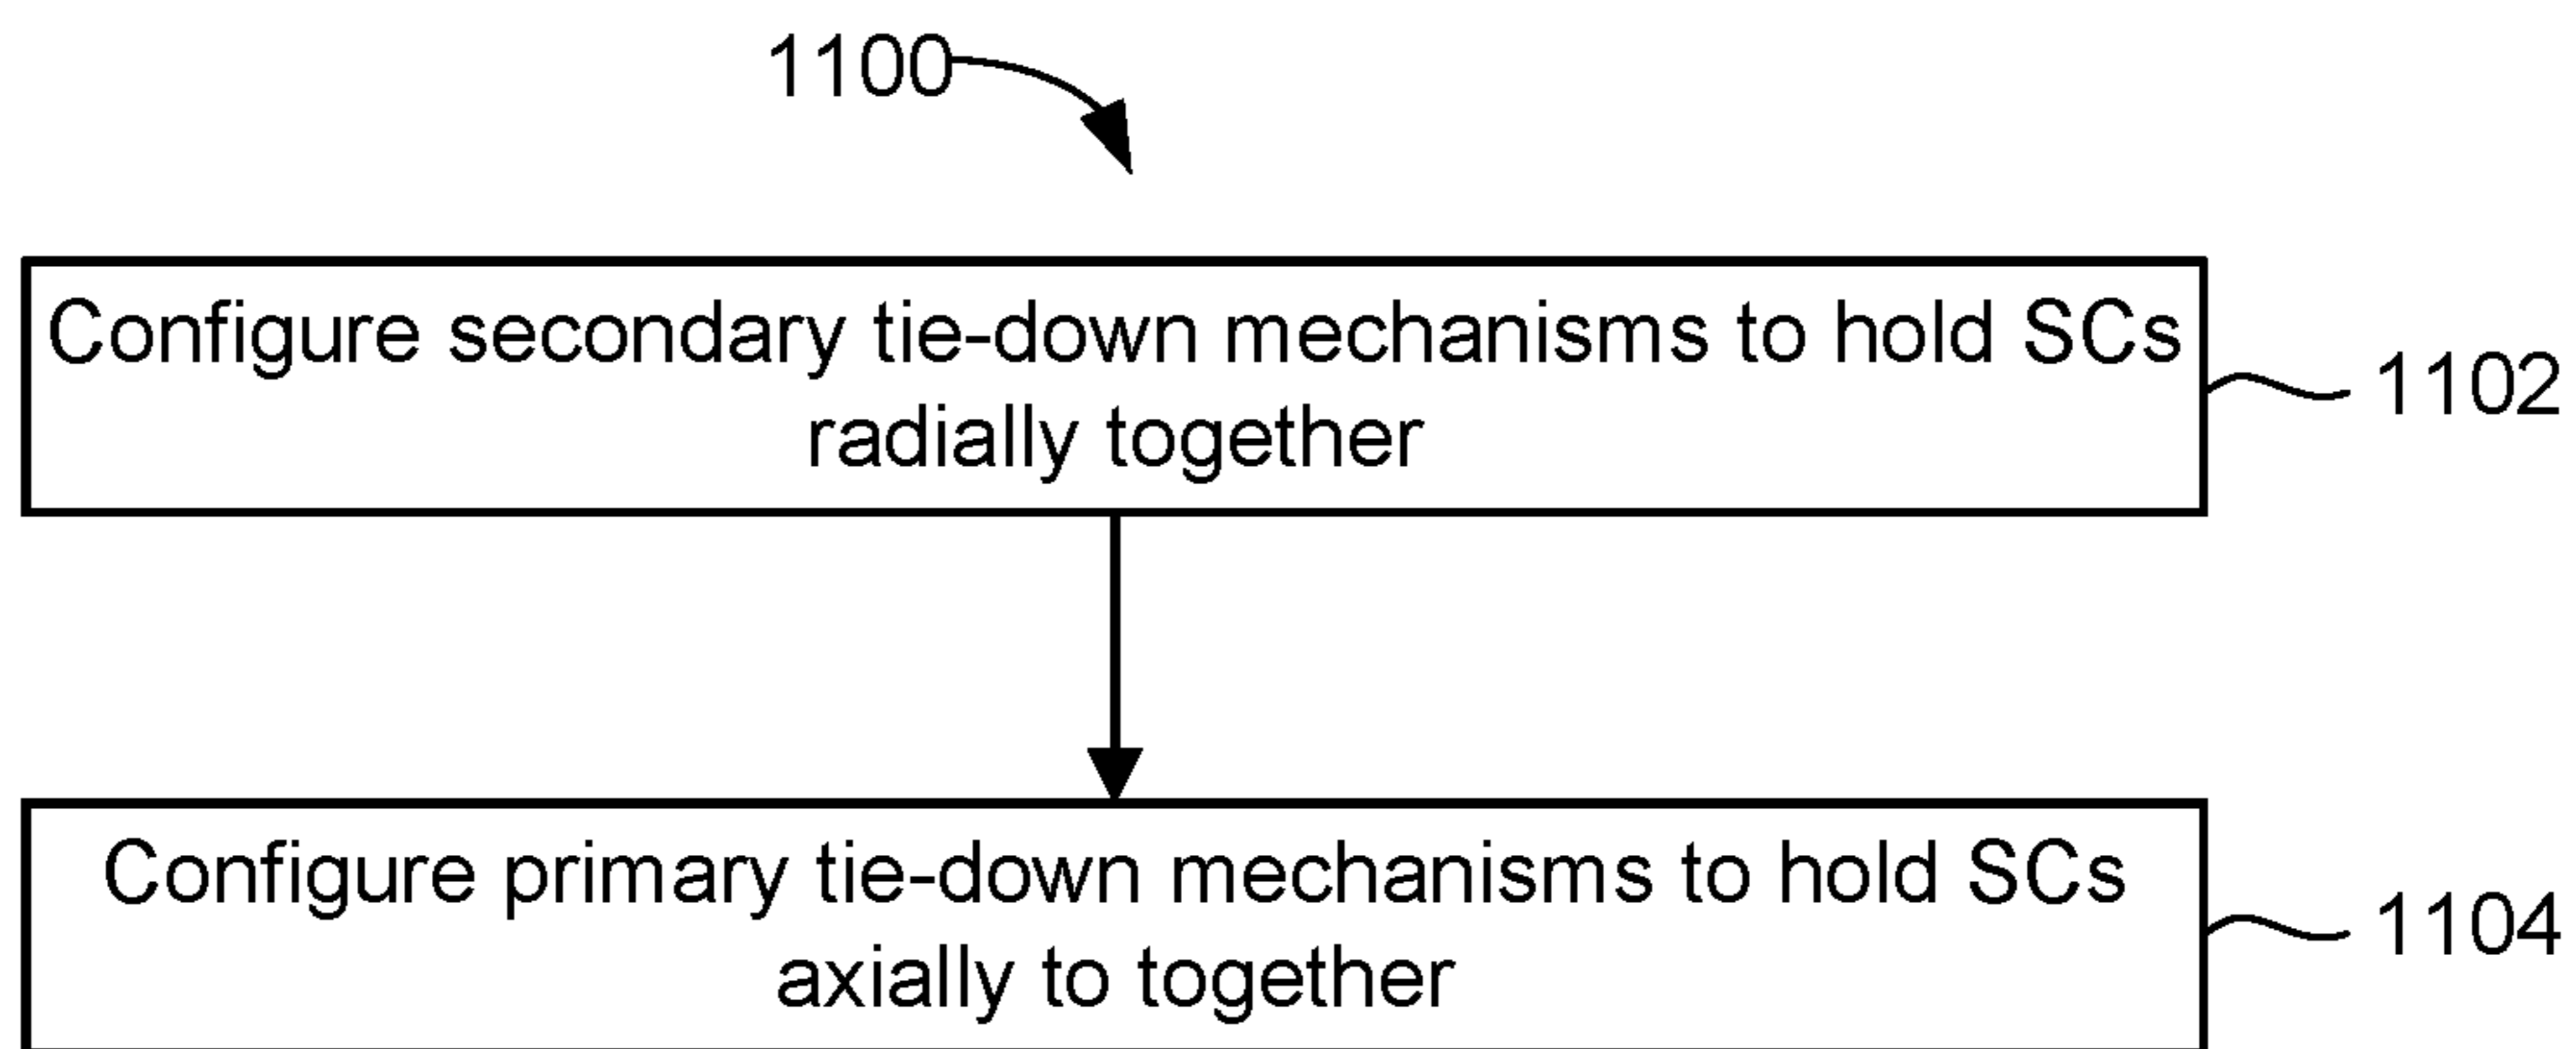 1100
Configure secondary tie-down mechanisms to hold SCs
radially together
1102
Configure primary tie-down mechanisms to hold SCs
axially to together
1104